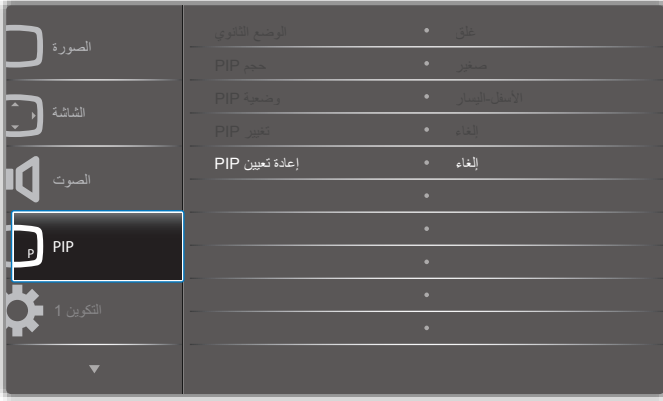 الصورة
الشاشة
الصوت
PIP
التكوين 1
الوضع الثانوي • غلق
حجم PIP • صغير
وضعية PIP • الأسفل-اليسار
تغيير PIP • إلغاء
إعادة تعيين PIP • إلغاء